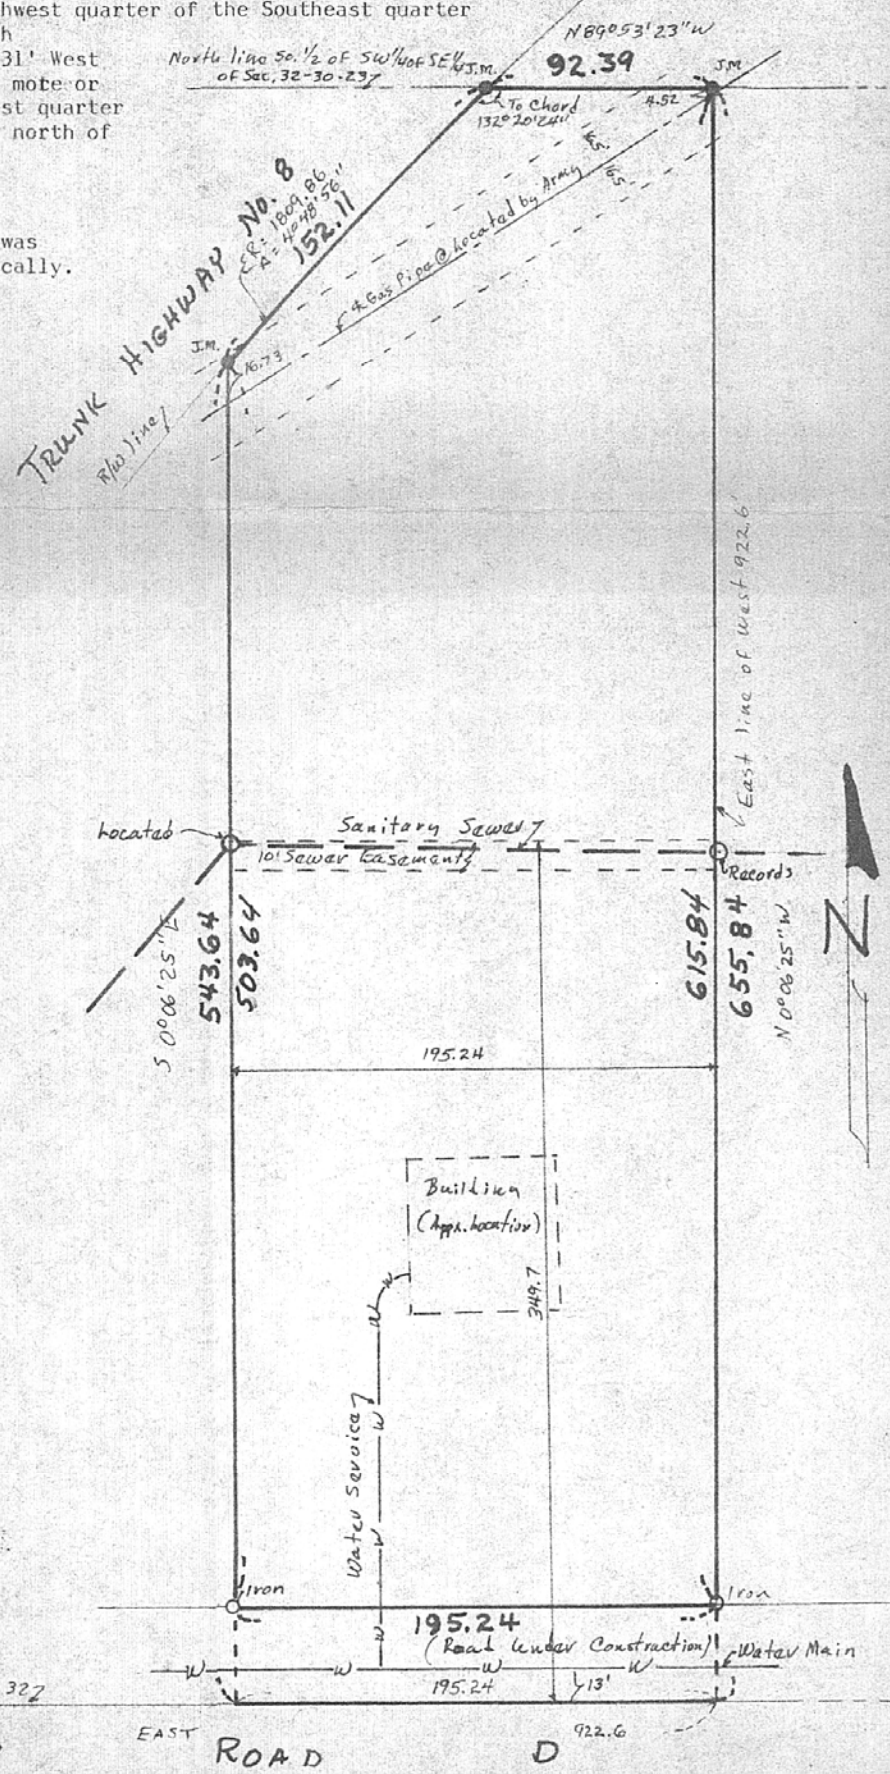 hwest quarter of the Southeast quarter
h
31' West
more or
st quarter
north of
was
cally.
N89°53'23"W
North line So. 1/2 of SW 1/4 of SE 1/4
of Sec. 32-30-23
J.M.
92.39
J.M.
To Chord
132°20'24"
4.52
16.5
16.5
TRUNK HIGHWAY No. 8
R = 1809.86
Δ = 4°48'56"
152.11
℄ Gas Pipe @ Located by Army
J.M.
16.73
R/W line
East line of West 922.6'
Located
Sanitary Sewer
10' Sewer Easement
Records
S 0°06'25" E
543.64
503.64
615.84
655.84
N 0°06'25" W
N
195.24
Building
(Appx. Location)
349.7
Water Service
W
W
W
W
W
Iron
Iron
195.24
(Road Under Construction)
Water Main
W
W
W
W
32
195.24
13'
EAST
922.6
ROAD D